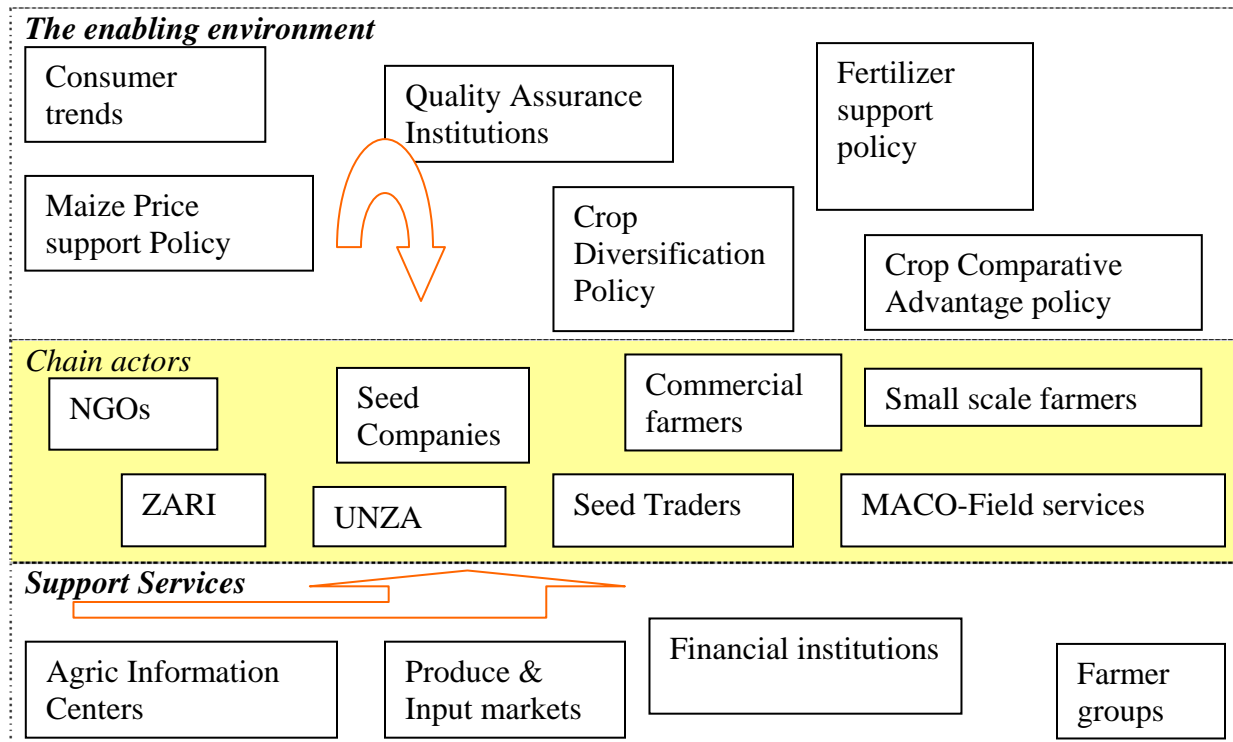 The enabling environment
Consumer
trends
Quality Assurance
Institutions
Fertilizer
support
policy
Maize Price
support Policy
Crop
Diversification
Policy
Crop Comparative
Advantage policy
Chain actors
NGOs
Seed
Companies
Commercial
farmers
Small scale farmers
ZARI
UNZA
Seed Traders
MACO-Field services
Support Services
Agric Information
Centers
Produce &
Input markets
Financial institutions
Farmer
groups